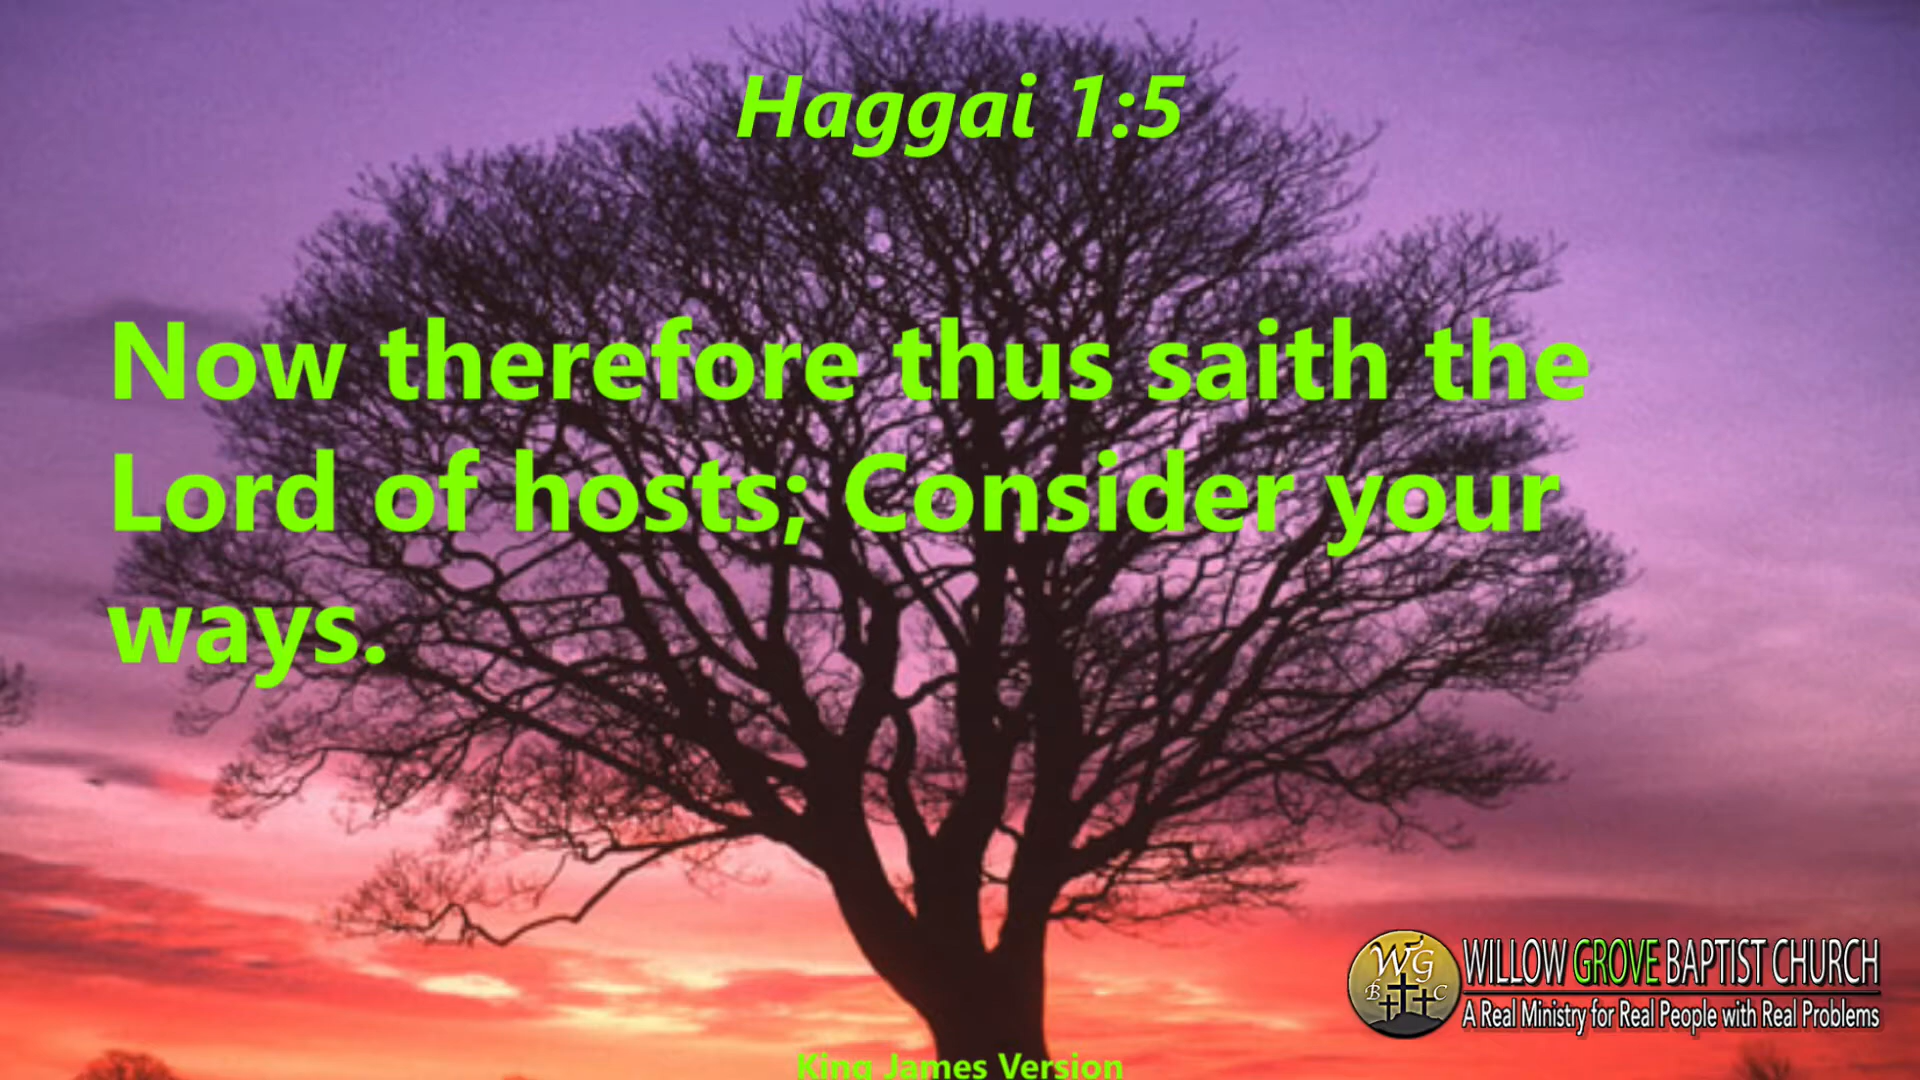 Haggai 1:5
Now therefore thus saith the
Lord of hosts; Consider your
ways.
WGBC
WILLOW GROVE BAPTIST CHURCH
A Real Ministry for Real People with Real Problems
King James Version